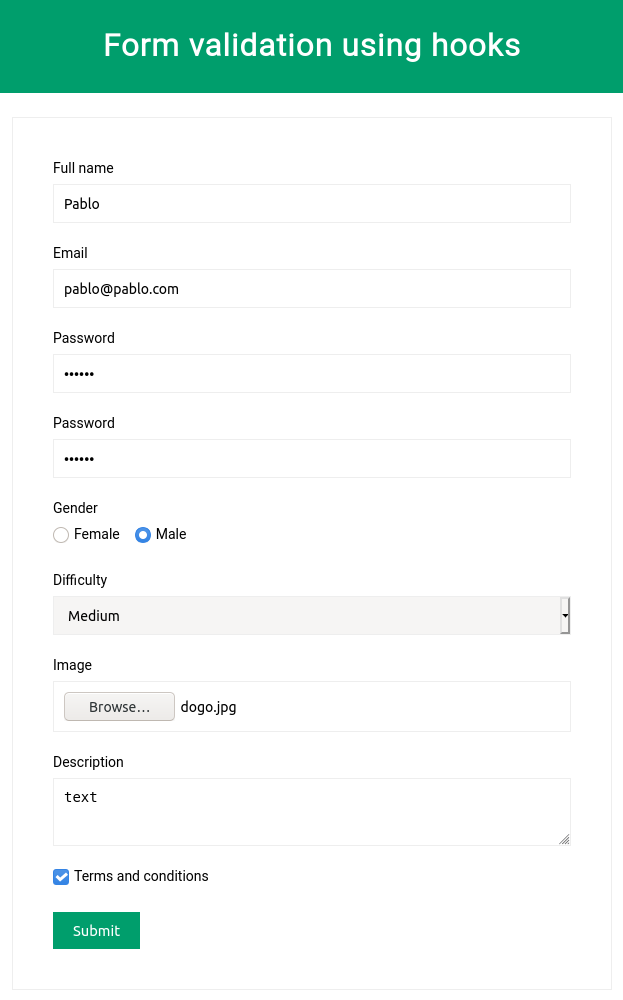 Form validation using hooks
Full name
Pablo
Email
pablo@pablo.com
Password
••••••
Password
••••••
Gender
Female Male
Difficulty
Medium
Image
Browse... dogo.jpg
Description
text
Terms and conditions
Submit